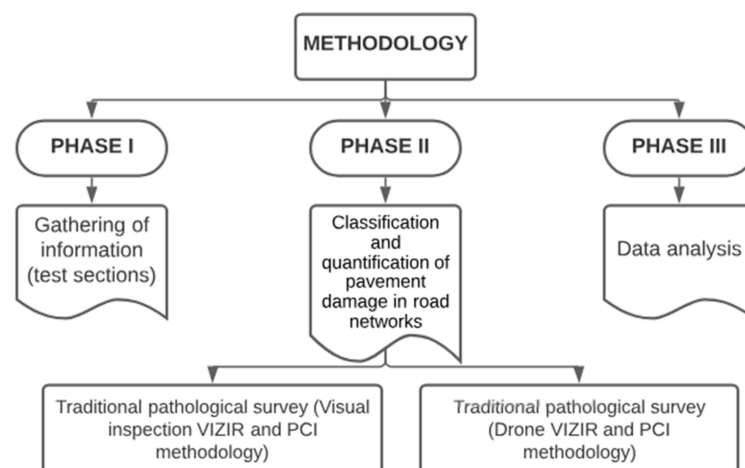 METHODOLOGY
PHASE I
PHASE II
PHASE III
Gathering of
information
(test sections)
Classification
and
quantification of
pavement
damage in road
networks
Data analysis
Traditional pathological survey (Visual
inspection VIZIR and PCI
methodology)
Traditional pathological survey
(Drone VIZIR and PCI
methodology)